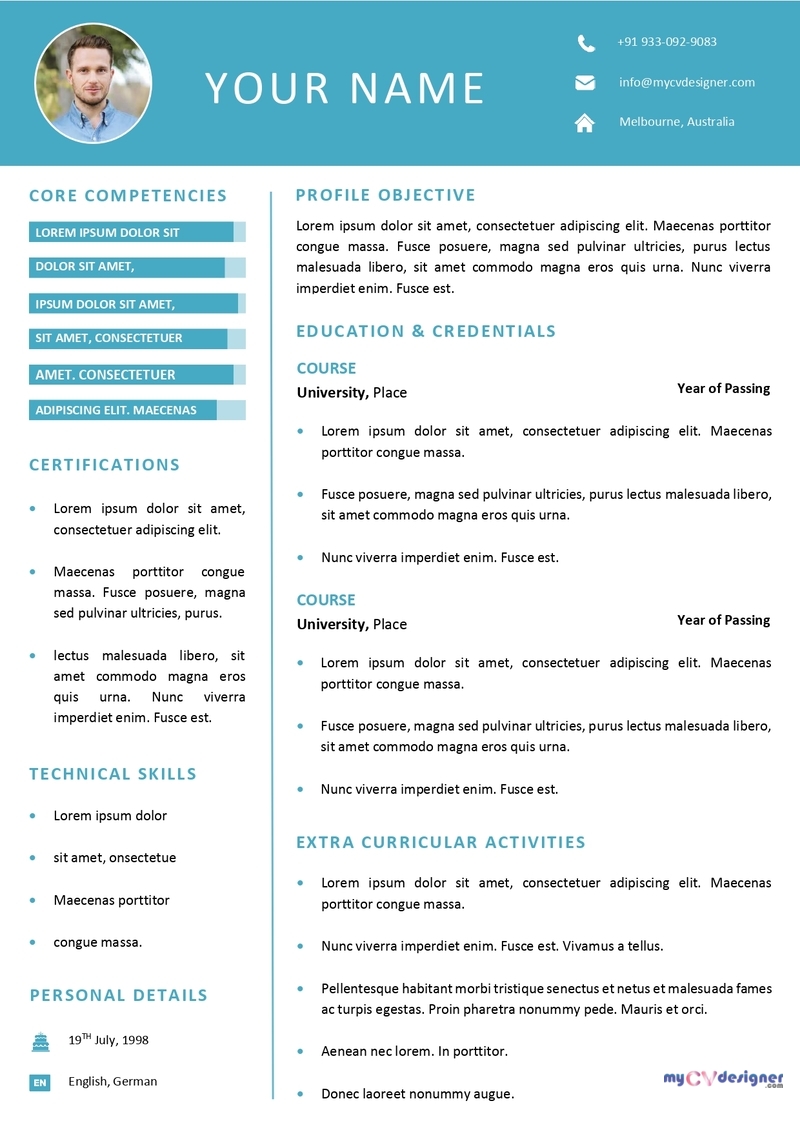 YOUR NAME
+91 933-092-9083
info@mycvdesigner.com
Melbourne, Australia
CORE COMPETENCIES
LOREM IPSUM DOLOR SIT
DOLOR SIT AMET,
IPSUM DOLOR SIT AMET,
SIT AMET, CONSECTETUER
AMET. CONSECTETUER
ADIPISCING ELIT. MAECENAS
CERTIFICATIONS
• Lorem ipsum dolor sit amet,
consectetuer adipiscing elit.
• Maecenas porttitor congue
massa. Fusce posuere, magna
sed pulvinar ultricies, purus.
• lectus malesuada libero, sit
amet commodo magna eros
quis urna. Nunc viverra
imperdiet enim. Fusce est.
TECHNICAL SKILLS
• Lorem ipsum dolor
• sit amet, onsectetue
• Maecenas porttitor
• congue massa.
PERSONAL DETAILS
19TH July, 1998
EN English, German
PROFILE OBJECTIVE
Lorem ipsum dolor sit amet, consectetuer adipiscing elit. Maecenas porttitor
congue massa. Fusce posuere, magna sed pulvinar ultricies, purus lectus
malesuada libero, sit amet commodo magna eros quis urna. Nunc viverra
imperdiet enim. Fusce est.
EDUCATION & CREDENTIALS
COURSE
University, Place Year of Passing
• Lorem ipsum dolor sit amet, consectetuer adipiscing elit. Maecenas
porttitor congue massa.
• Fusce posuere, magna sed pulvinar ultricies, purus lectus malesuada libero,
sit amet commodo magna eros quis urna.
• Nunc viverra imperdiet enim. Fusce est.
COURSE
University, Place Year of Passing
• Lorem ipsum dolor sit amet, consectetuer adipiscing elit. Maecenas
porttitor congue massa.
• Fusce posuere, magna sed pulvinar ultricies, purus lectus malesuada libero,
sit amet commodo magna eros quis urna.
• Nunc viverra imperdiet enim. Fusce est.
EXTRA CURRICULAR ACTIVITIES
• Lorem ipsum dolor sit amet, consectetuer adipiscing elit. Maecenas
porttitor congue massa.
• Nunc viverra imperdiet enim. Fusce est. Vivamus a tellus.
• Pellentesque habitant morbi tristique senectus et netus et malesuada fames
ac turpis egestas. Proin pharetra nonummy pede. Mauris et orci.
• Aenean nec lorem. In porttitor.
• Donec laoreet nonummy augue.
myCVdesigner
.com